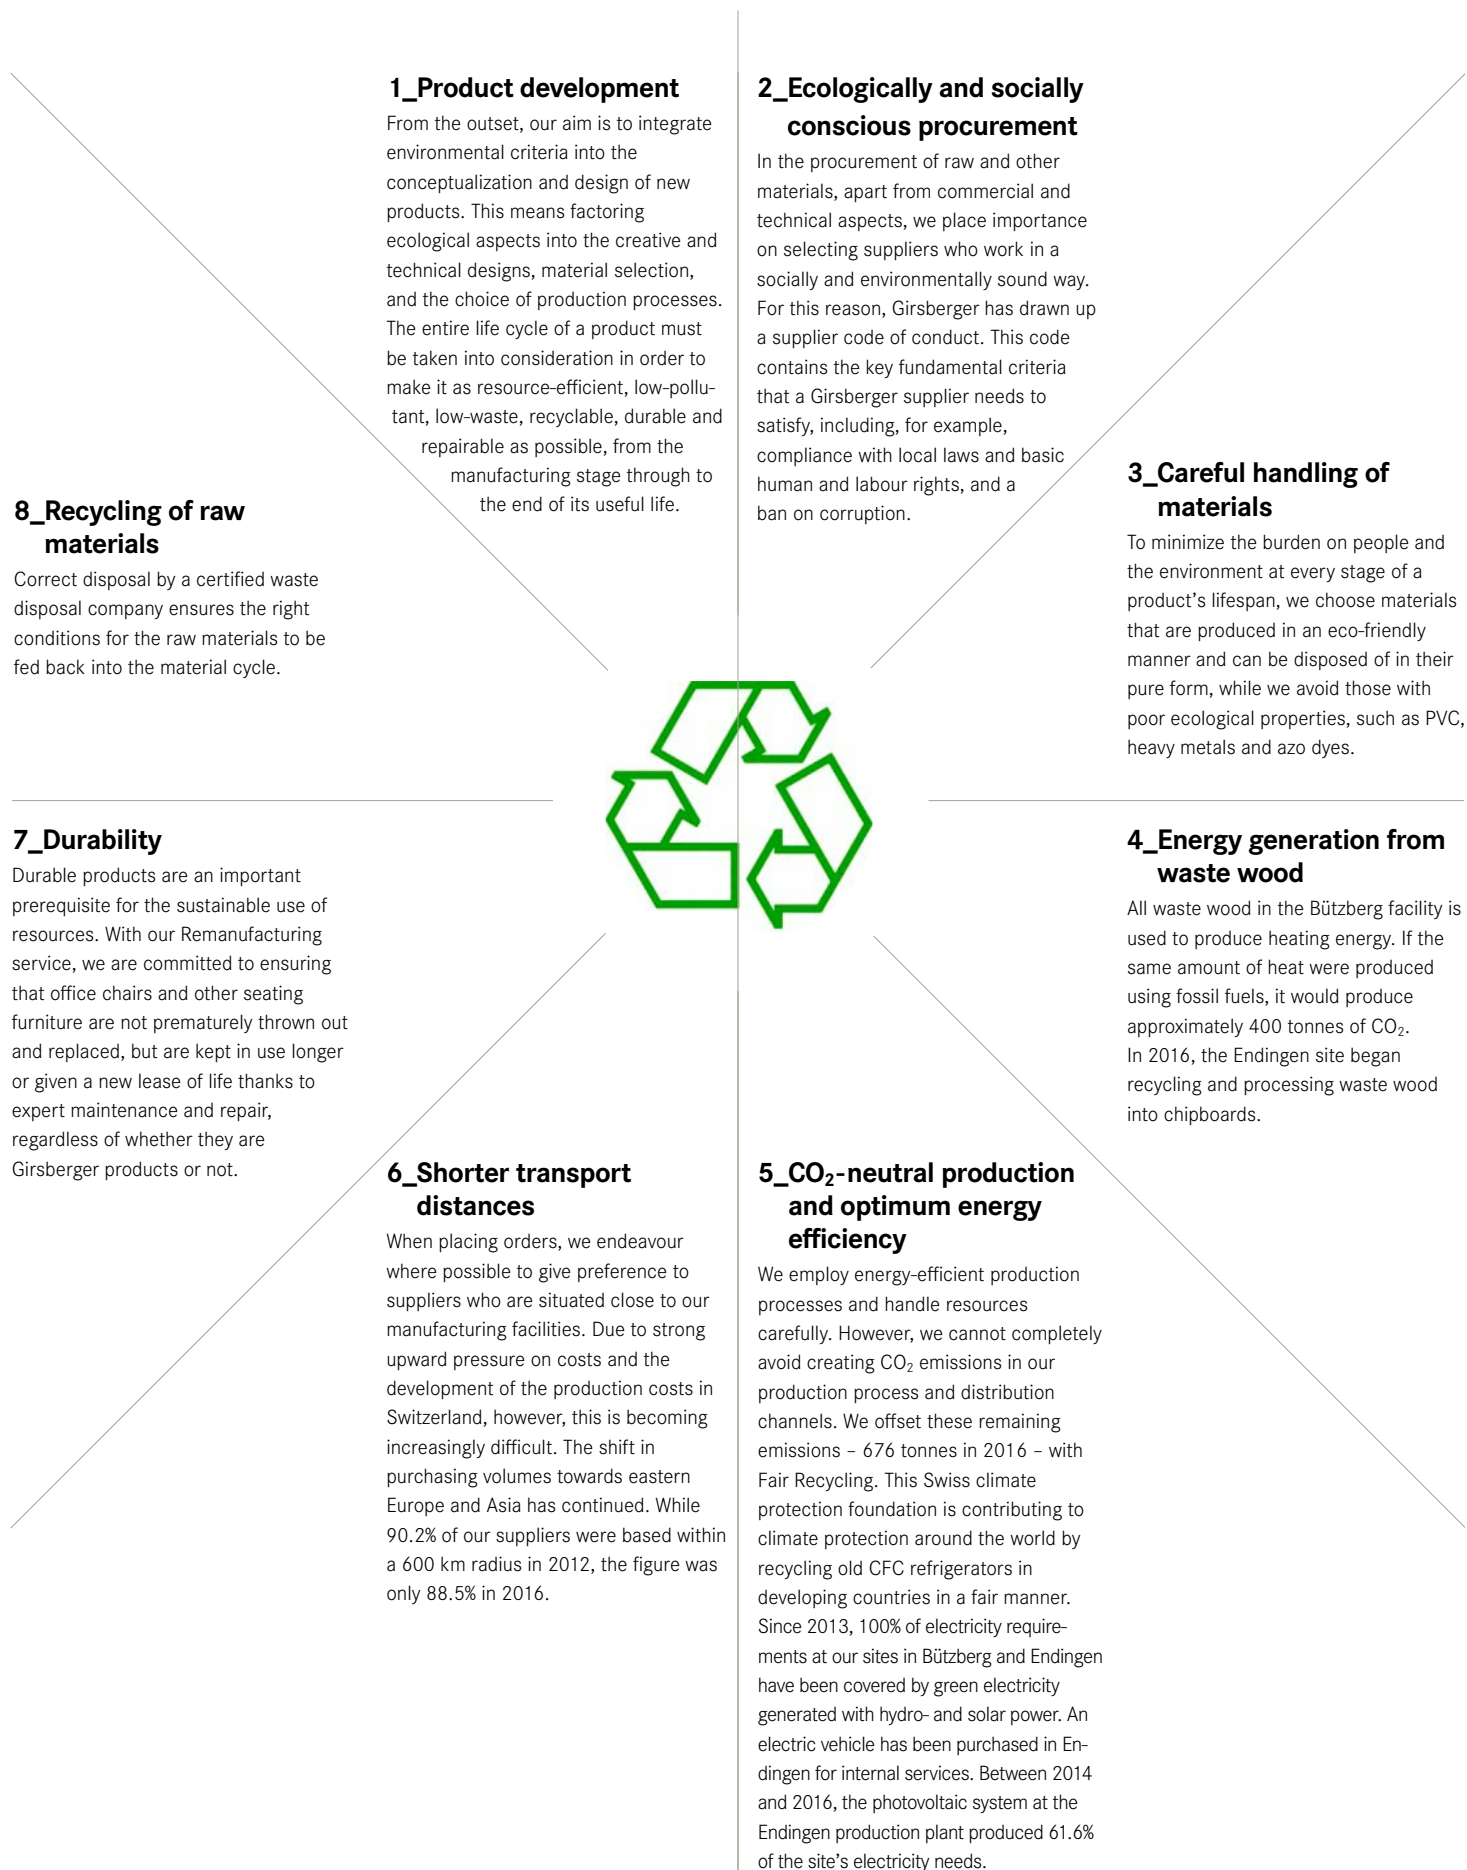 1_Product development
From the outset, our aim is to integrate
environmental criteria into the
conceptualization and design of new
products. This means factoring
ecological aspects into the creative and
technical designs, material selection,
and the choice of production processes.
The entire life cycle of a product must
be taken into consideration in order to
make it as resource-efficient, low-pollu-
tant, low-waste, recyclable, durable and
repairable as possible, from the
manufacturing stage through to
the end of its useful life.
2_Ecologically and socially
conscious procurement
In the procurement of raw and other
materials, apart from commercial and
technical aspects, we place importance
on selecting suppliers who work in a
socially and environmentally sound way.
For this reason, Girsberger has drawn up
a supplier code of conduct. This code
contains the key fundamental criteria
that a Girsberger supplier needs to
satisfy, including, for example,
compliance with local laws and basic
human and labour rights, and a
ban on corruption.
3_Careful handling of
materials
To minimize the burden on people and
the environment at every stage of a
product's lifespan, we choose materials
that are produced in an eco-friendly
manner and can be disposed of in their
pure form, while we avoid those with
poor ecological properties, such as PVC,
heavy metals and azo dyes.
4_Energy generation from
waste wood
All waste wood in the Bützberg facility is
used to produce heating energy. If the
same amount of heat were produced
using fossil fuels, it would produce
approximately 400 tonnes of CO₂.
In 2016, the Endingen site began
recycling and processing waste wood
into chipboards.
5_CO₂-neutral production
and optimum energy
efficiency
We employ energy-efficient production
processes and handle resources
carefully. However, we cannot completely
avoid creating CO₂ emissions in our
production process and distribution
channels. We offset these remaining
emissions – 676 tonnes in 2016 – with
Fair Recycling. This Swiss climate
protection foundation is contributing to
climate protection around the world by
recycling old CFC refrigerators in
developing countries in a fair manner.
Since 2013, 100% of electricity require-
ments at our sites in Bützberg and Endingen
have been covered by green electricity
generated with hydro- and solar power. An
electric vehicle has been purchased in En-
dingen for internal services. Between 2014
and 2016, the photovoltaic system at the
Endingen production plant produced 61.6%
of the site's electricity needs.
6_Shorter transport
distances
When placing orders, we endeavour
where possible to give preference to
suppliers who are situated close to our
manufacturing facilities. Due to strong
upward pressure on costs and the
development of the production costs in
Switzerland, however, this is becoming
increasingly difficult. The shift in
purchasing volumes towards eastern
Europe and Asia has continued. While
90.2% of our suppliers were based within
a 600 km radius in 2012, the figure was
only 88.5% in 2016.
7_Durability
Durable products are an important
prerequisite for the sustainable use of
resources. With our Remanufacturing
service, we are committed to ensuring
that office chairs and other seating
furniture are not prematurely thrown out
and replaced, but are kept in use longer
or given a new lease of life thanks to
expert maintenance and repair,
regardless of whether they are
Girsberger products or not.
8_Recycling of raw
materials
Correct disposal by a certified waste
disposal company ensures the right
conditions for the raw materials to be
fed back into the material cycle.